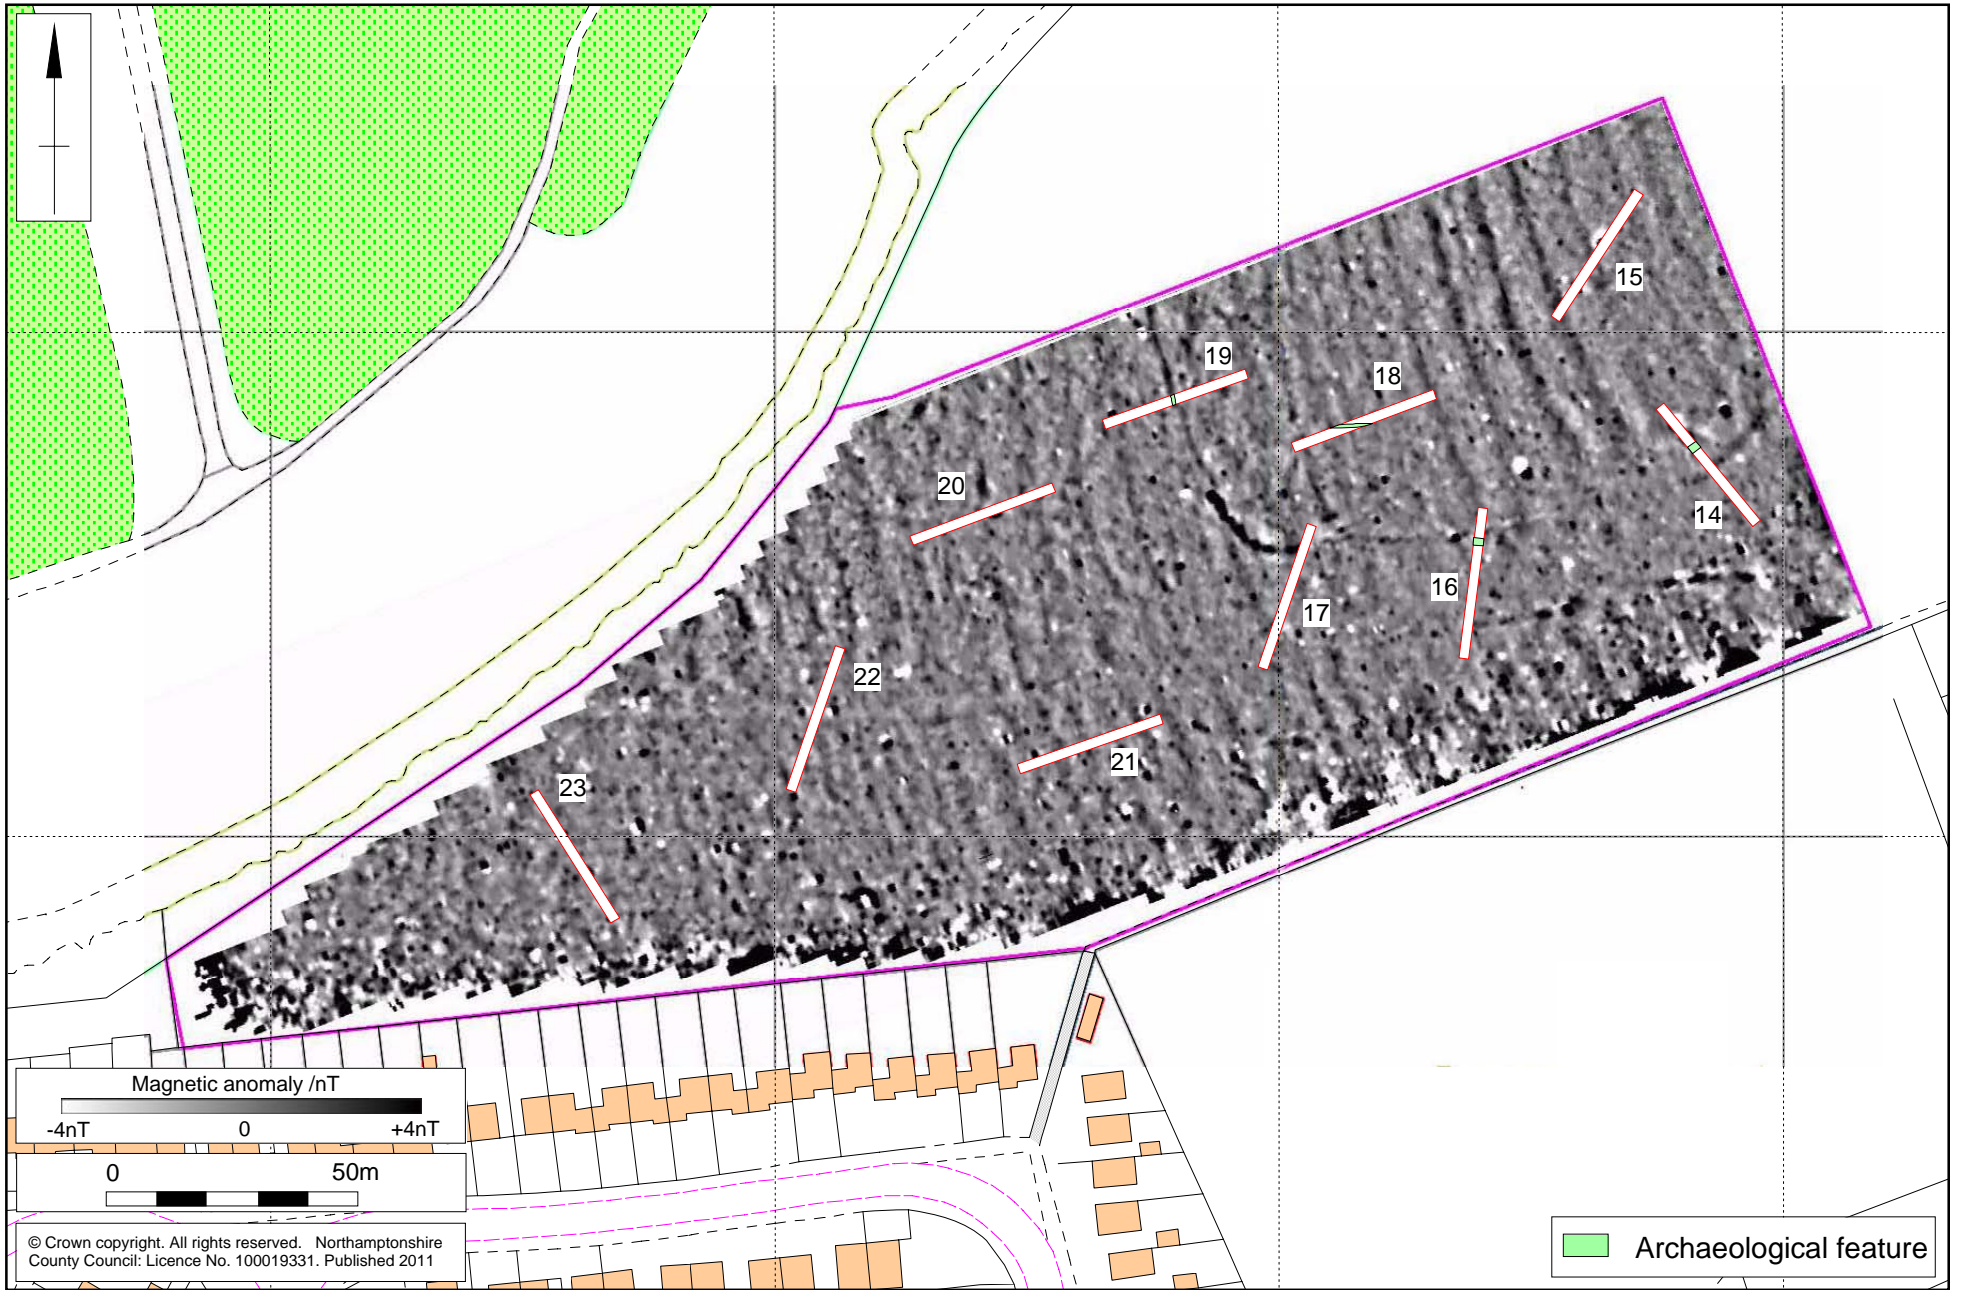 15
19
18
20
14
16
17
22
21
23
Magnetic anomaly /nT
-4nT 0 +4nT
0 50m
© Crown copyright. All rights reserved. Northamptonshire
County Council: Licence No. 100019331. Published 2011
Archaeological feature